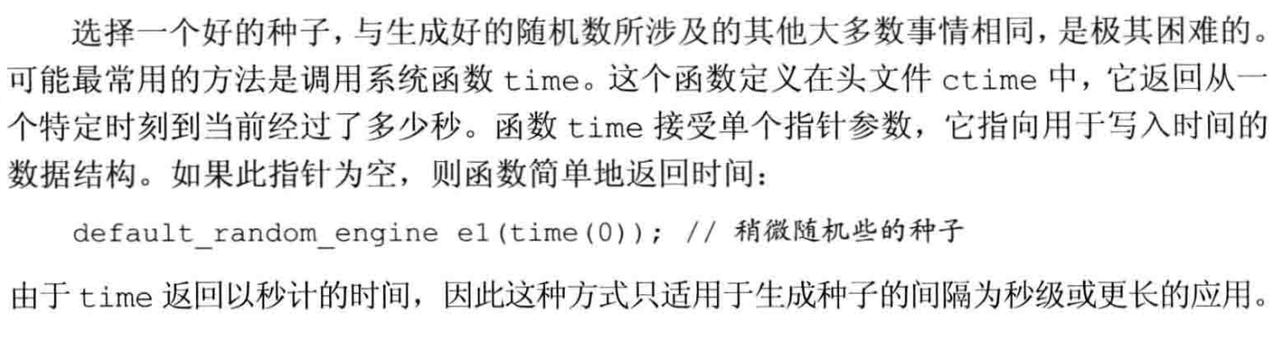 选择一个好的种子，与生成好的随机数所涉及的其他大多数事情相同，是极其困难的。
可能最常用的方法是调用系统函数 time。这个函数定义在头文件 ctime 中，它返回从一
个特定时刻到当前经过了多少秒。函数 time 接受单个指针参数，它指向用于写入时间的
数据结构。如果此指针为空，则函数简单地返回时间：
default_random_engine e1(time(0)); // 稍微随机些的种子
由于 time 返回以秒计的时间，因此这种方式只适用于生成种子的间隔为秒级或更长的应用。